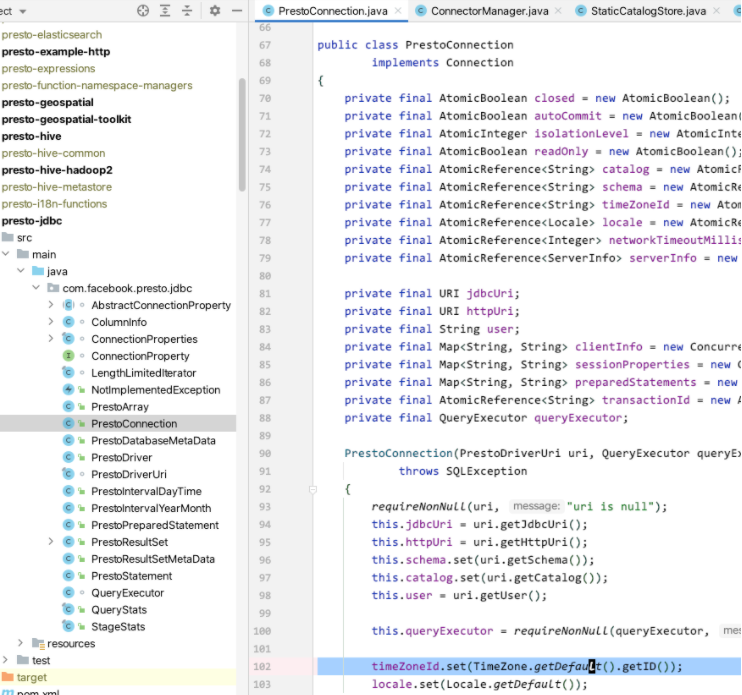 ect
presto-elasticsearch
presto-example-http
presto-expressions
presto-function-namespace-managers
presto-geospatial
presto-geospatial-toolkit
presto-hive
presto-hive-common
presto-hive-hadoop2
presto-hive-metastore
presto-i18n-functions
presto-jdbc
src
main
java
com.facebook.presto.jdbc
AbstractConnectionProperty
ColumnInfo
ConnectionProperties
ConnectionProperty
LengthLimitedIterator
NotImplementedException
PrestoArray
PrestoConnection
PrestoDatabaseMetaData
PrestoDriver
PrestoDriverUri
PrestoIntervalDayTime
PrestoIntervalYearMonth
PrestoPreparedStatement
PrestoResultSet
PrestoResultSetMetaData
PrestoStatement
QueryExecutor
QueryStats
StageStats
resources
test
target
pom.xml
PrestoConnection.java ConnectorManager.java StaticCatalogStore.java
66
67 public class PrestoConnection
68 implements Connection
69 {
70 private final AtomicBoolean closed = new AtomicBoolean();
71 private final AtomicBoolean autoCommit = new AtomicBoolean(
72 private final AtomicInteger isolationLevel = new AtomicInte
73 private final AtomicBoolean readOnly = new AtomicBoolean();
74 private final AtomicReference<String> catalog = new AtomicR
75 private final AtomicReference<String> schema = new AtomicRe
76 private final AtomicReference<String> timeZoneId = new Atom
77 private final AtomicReference<Locale> locale = new AtomicRe
78 private final AtomicReference<Integer> networkTimeoutMillis
79 private final AtomicReference<ServerInfo> serverInfo = new
80
81 private final URI jdbcUri;
82 private final URI httpUri;
83 private final String user;
84 private final Map<String, String> clientInfo = new Concurre
85 private final Map<String, String> sessionProperties = new C
86 private final Map<String, String> preparedStatements = new
87 private final AtomicReference<String> transactionId = new A
88 private final QueryExecutor queryExecutor;
89
90 PrestoConnection(PrestoDriverUri uri, QueryExecutor queryEx
91 throws SQLException
92 {
93 requireNonNull(uri, message: "uri is null");
94 this.jdbcUri = uri.getJdbcUri();
95 this.httpUri = uri.getHttpUri();
96 this.schema.set(uri.getSchema());
97 this.catalog.set(uri.getCatalog());
98 this.user = uri.getUser();
99
100 this.queryExecutor = requireNonNull(queryExecutor, mes
101
102 timeZoneId.set(TimeZone.getDefault().getID());
103 locale.set(Locale.getDefault());